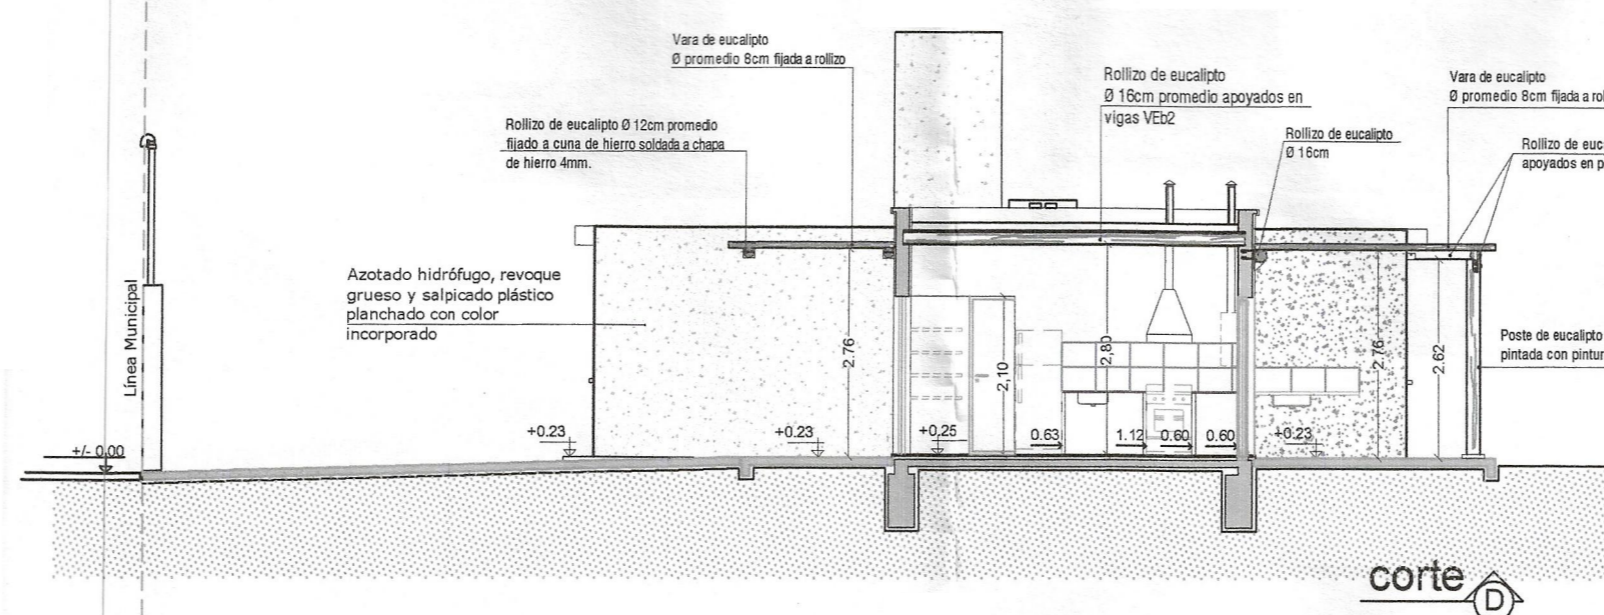 Vara de eucalipto
Ø promedio 8cm fijada a rollizo
Rollizo de eucalipto Ø 12cm promedio
fijado a cuna de hierro soldada a chapa
de hierro 4mm.
Rollizo de eucalipto
Ø 16cm promedio apoyados en
vigas VEb2
Rollizo de eucalipto
Ø 16cm
Vara de eucalipto
Ø promedio 8cm fijada a rol
Rollizo de euc
apoyados en p
Azotado hidrófugo, revoque
grueso y salpicado plástico
planchado con color
incorporado
Línea Municipal
Poste de eucalipto
pintada con pintur
2.76
2,10
2,80
2.76
2.62
+/- 0.00
+0.23
+0.23
+0,25
0.63
1.12
0.60
0.60
+0.23
corte
D